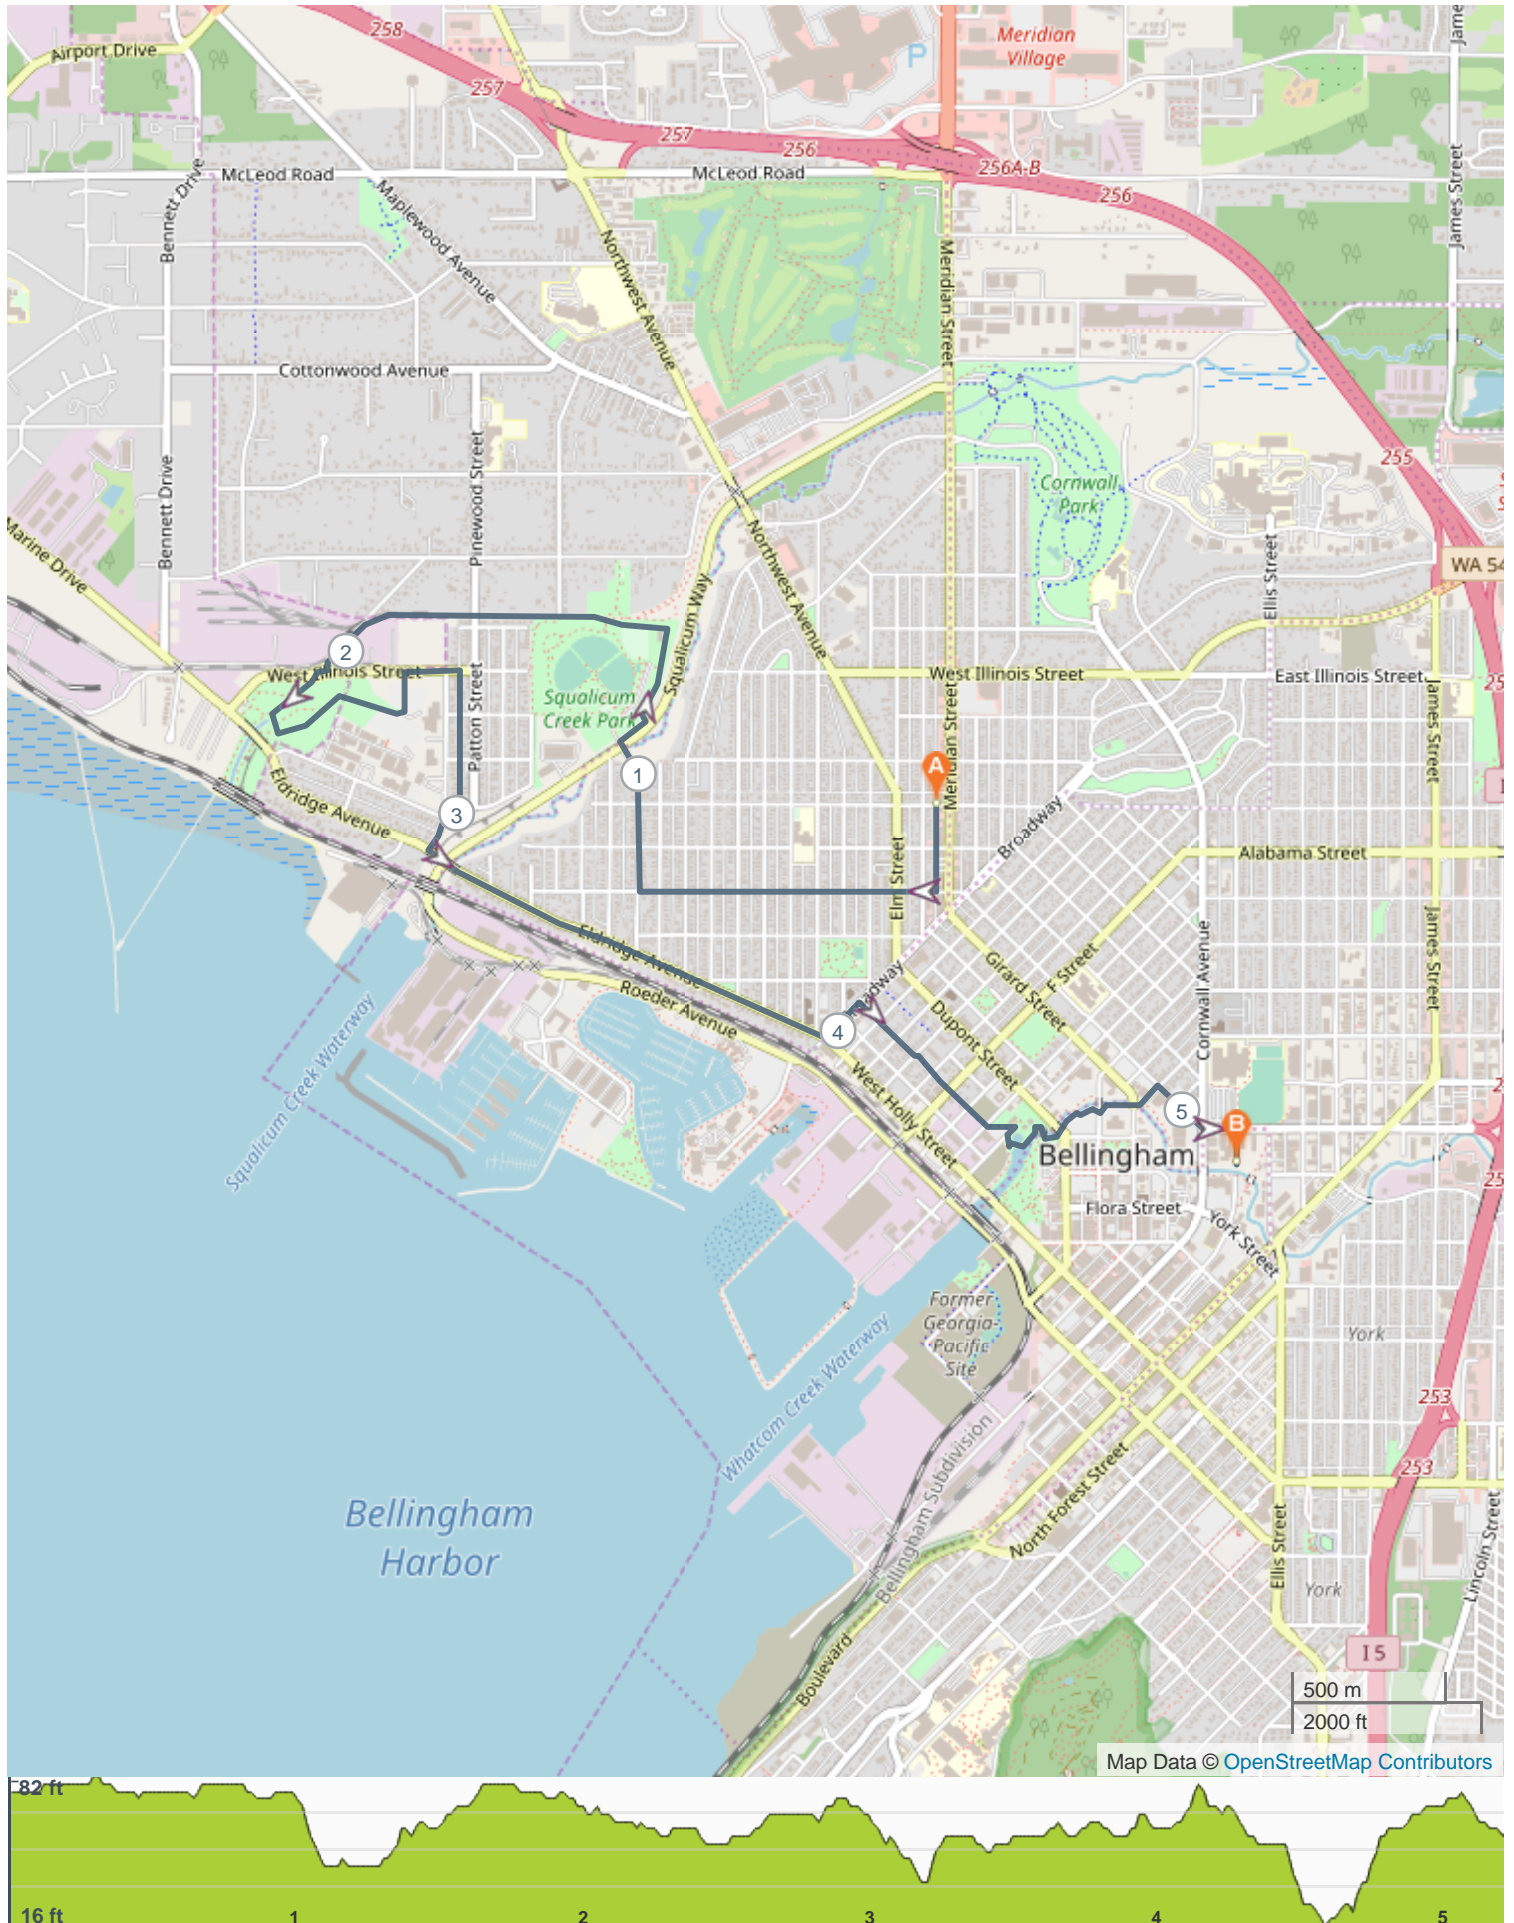 258
Airport Drive
257
Meridian
Village
P
257
256
256A-B
256
McLeod Road
McLeod Road
Bennett Drive
Maplewood Avenue
James Street
Northwest Avenue
Meridian Street
Cottonwood Avenue
Pinewood Street
Bennett Drive
255
Cornwall
Park
Marine Drive
Northwest Avenue
Squalicum Way
Ellis Street
WA 54
2
West Illinois Street
West Illinois Street
East Illinois Street
Squalicum
Creek Park
Patton Street
Meridian Street
James Street
25
1
A
3
Eldridge Avenue
Elm Street
Broadway
Alabama Street
Eldridge Avenue
Roeder Avenue
Girard Street
F Street
Cornwall Avenue
James Street
adway
4
Dupont Street
Squalicum Creek Waterway
Squalicum Creek Waterway
West Holly Street
5
B
Bellingham
Flora Street
York Street
Former
Georgia-
Pacific
Site
York
Whatcom Creek Waterway
253
253
Bellingham Subdivision
North Forest Street
Bellingham
Harbor
Ellis Street
York
Lincoln Street
Boulevard
I 5
500 m
2000 ft
Map Data © OpenStreetMap Contributors
82 ft
16 ft
1
2
3
4
5